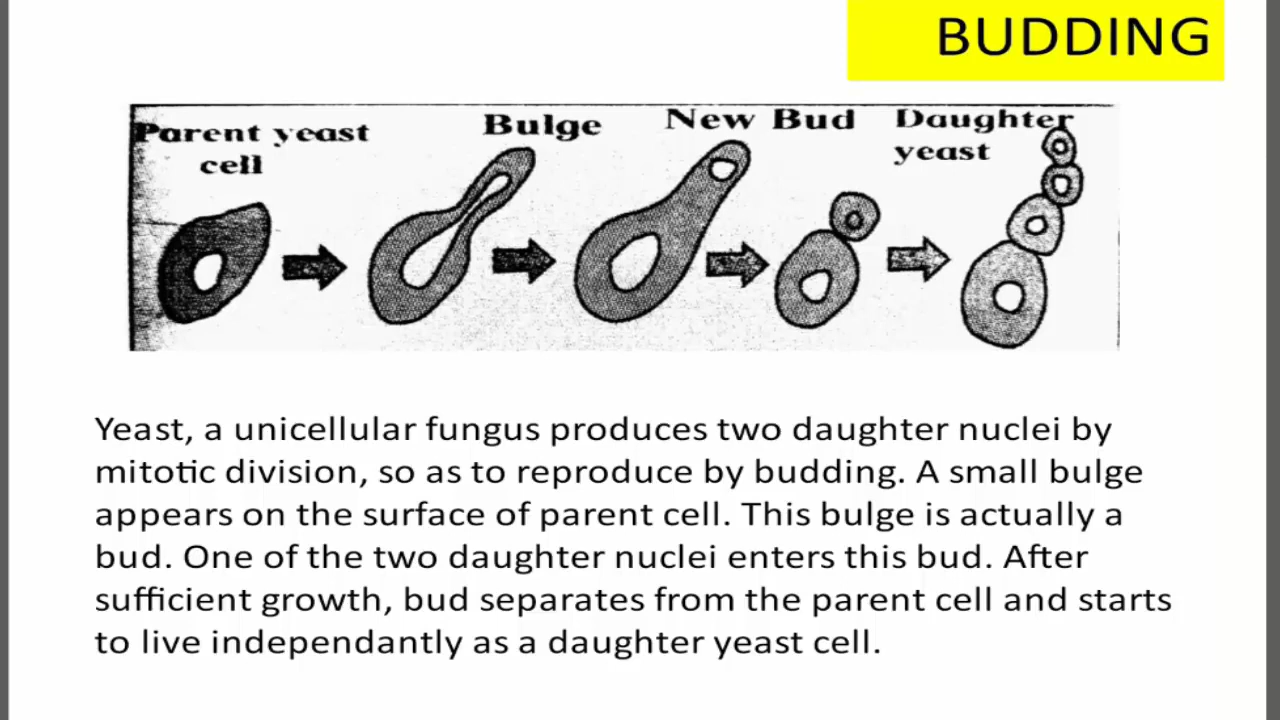 BUDDING
Parent yeast
cell
Bulge
New Bud
Daughter
yeast
Yeast, a unicellular fungus produces two daughter nuclei by
mitotic division, so as to reproduce by budding. A small bulge
appears on the surface of parent cell. This bulge is actually a
bud. One of the two daughter nuclei enters this bud. After
sufficient growth, bud separates from the parent cell and starts
to live independantly as a daughter yeast cell.